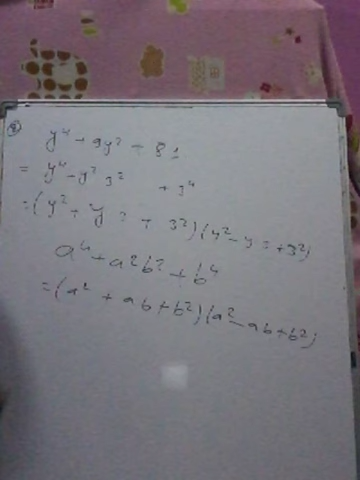 y⁴ + 9y² + 81
= y⁴ - y² 3² + 3⁴
= (y² + y 3 + 3²) (y² - y 3 + 3²)
a⁴ + a²b² + b⁴
= (a² + ab + b²) (a² - ab + b²)